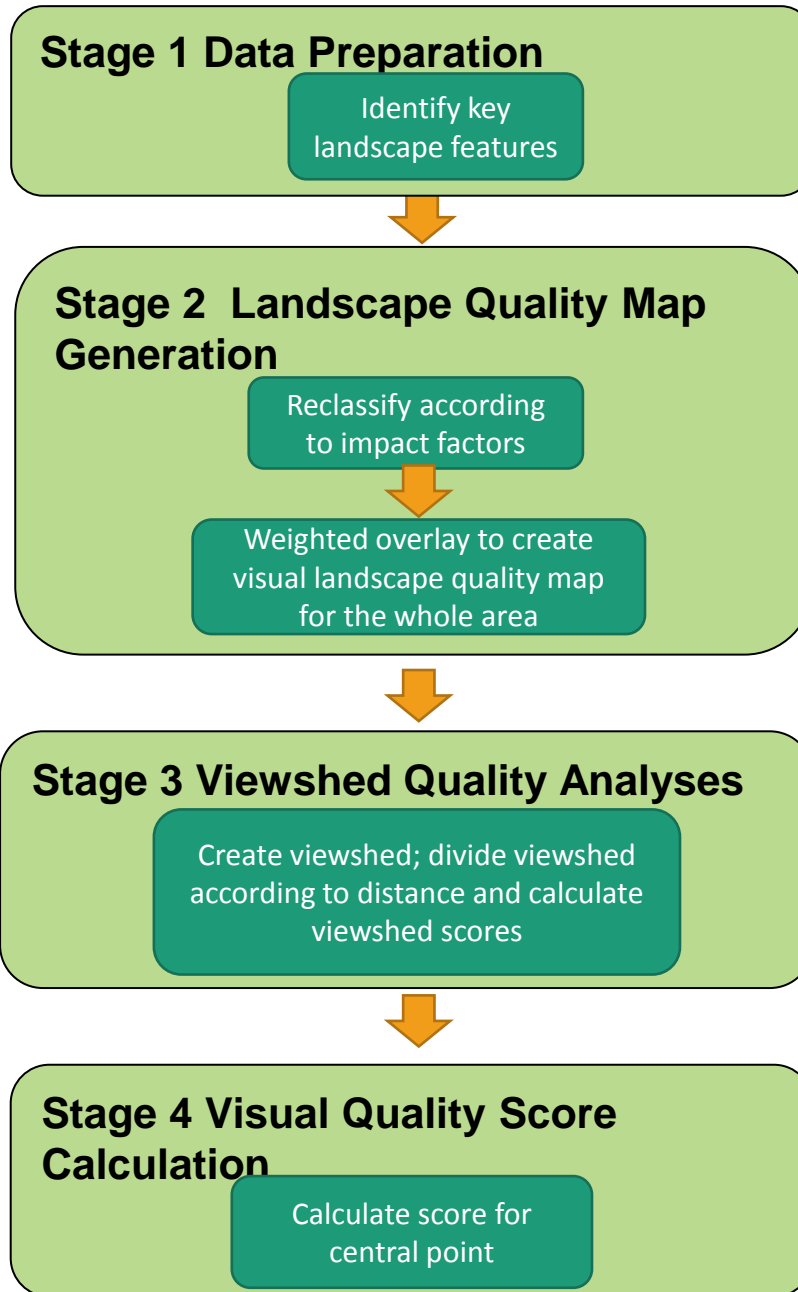 Stage 1 Data Preparation
Identify key
landscape features
Stage 2  Landscape Quality Map
Generation
Reclassify according
to impact factors
Weighted overlay to create
visual landscape quality map
for the whole area
Stage 3 Viewshed Quality Analyses
Create viewshed; divide viewshed
according to distance and calculate
viewshed scores
Stage 4 Visual Quality Score
Calculation
Calculate score for
central point